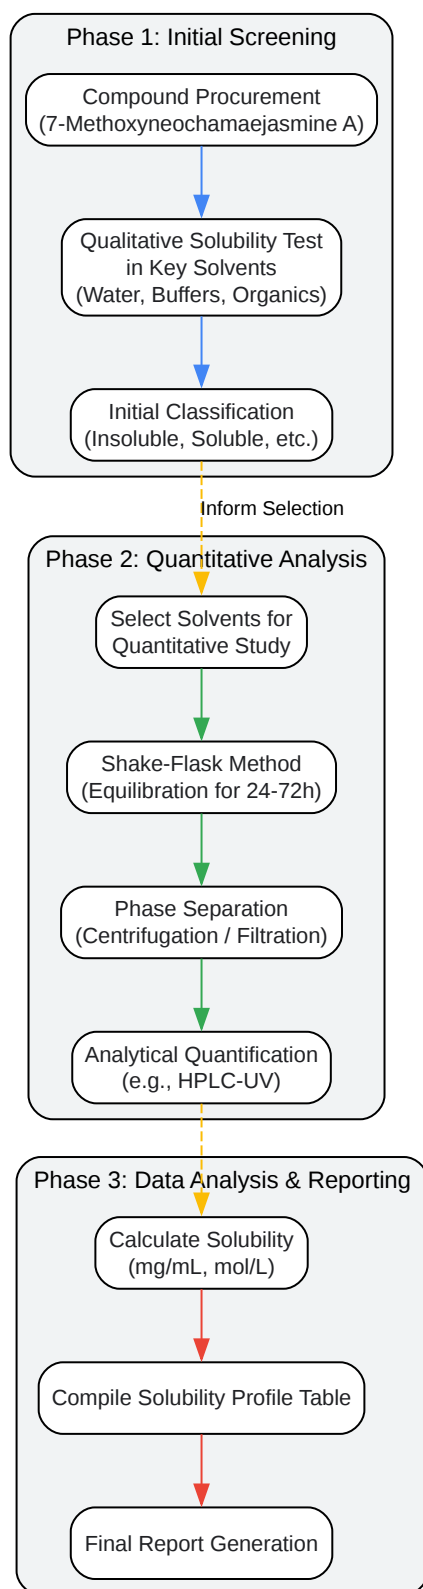 Phase 1: Initial Screening
Compound Procurement
(7-Methoxyneochamaejasmine A)
Qualitative Solubility Test
in Key Solvents
(Water, Buffers, Organics)
Initial Classification
(Insoluble, Soluble, etc.)
Inform Selection
Phase 2: Quantitative Analysis
Select Solvents for
Quantitative Study
Shake-Flask Method
(Equilibration for 24-72h)
Phase Separation
(Centrifugation / Filtration)
Analytical Quantification
(e.g., HPLC-UV)
Phase 3: Data Analysis & Reporting
Calculate Solubility
(mg/mL, mol/L)
Compile Solubility Profile Table
Final Report Generation